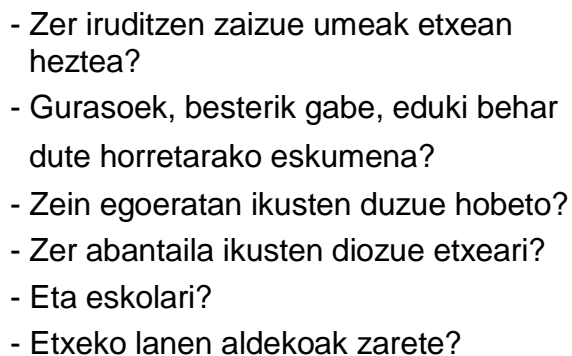 - Zer iruditzen zaizue umeak etxean
heztea?
- Gurasoek, besterik gabe, eduki behar
dute horretarako eskumena?
- Zein egoeratan ikusten duzue hobeto?
- Zer abantaila ikusten diozue etxeari?
- Eta eskolari?
- Etxeko lanen aldekoak zarete?